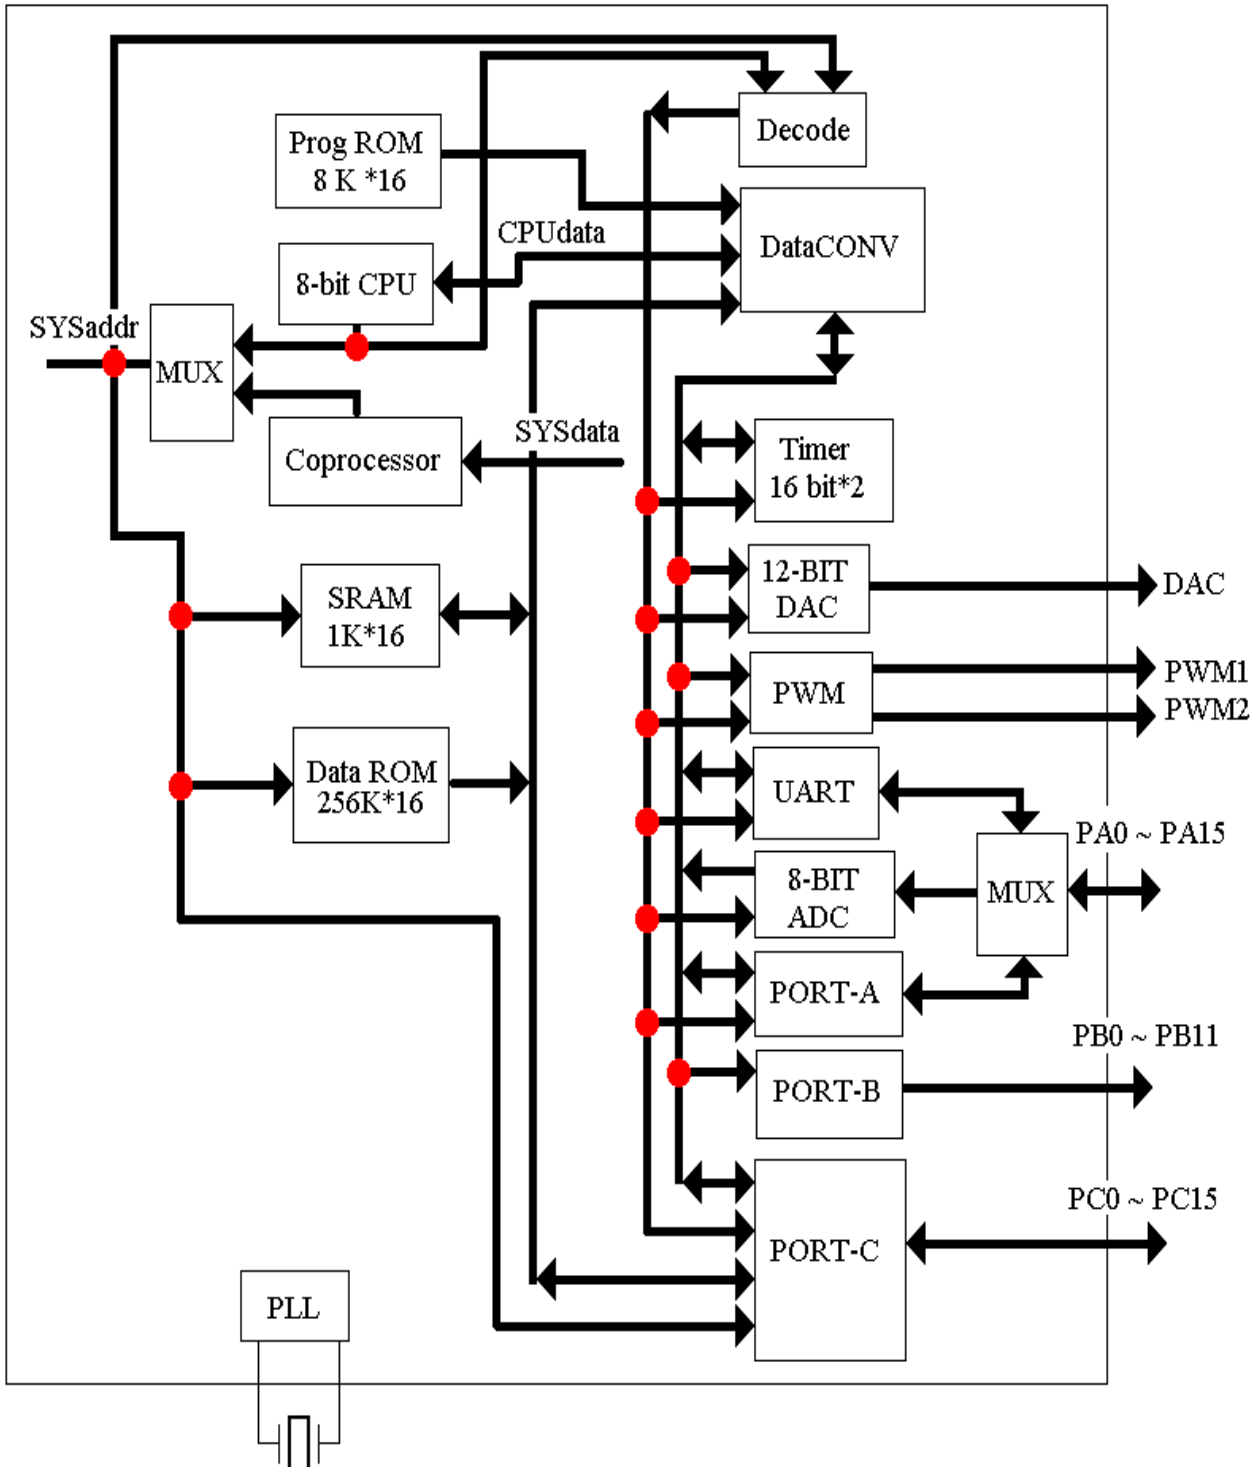 Decode
Prog ROM
8 K *16
CPUdata
DataCONV
8-bit CPU
SYSaddr
MUX
SYSdata
Coprocessor
Timer
16 bit*2
12-BIT
DAC
DAC
SRAM
1K*16
PWM
PWM1
PWM2
Data ROM
256K*16
UART
PA0 ~ PA15
8-BIT
ADC
MUX
PORT-A
PB0 ~ PB11
PORT-B
PC0 ~ PC15
PORT-C
PLL